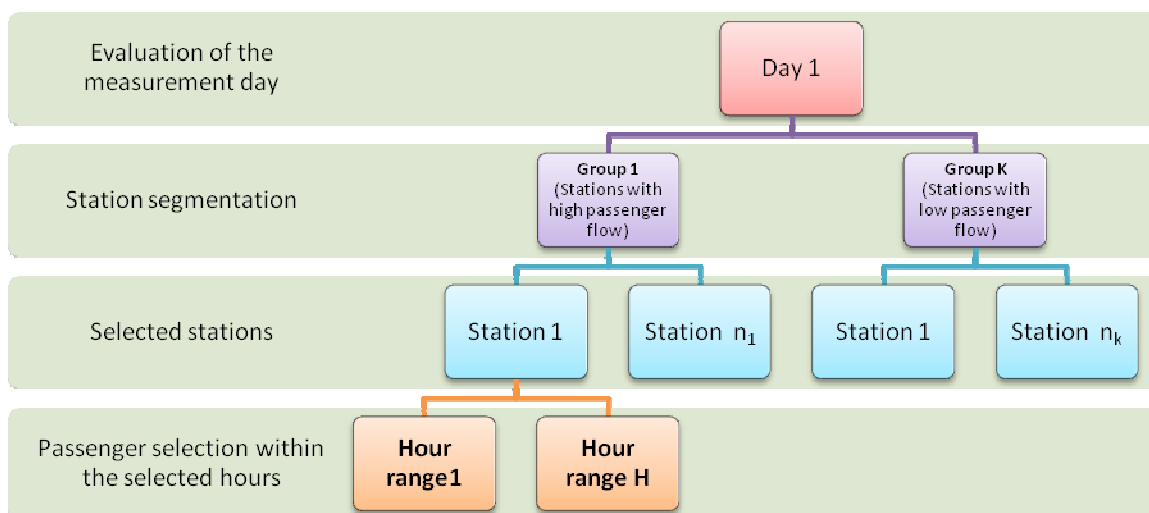 Evaluation of the
measurement day
Day 1
Station segmentation
Group 1
(Stations with
high passenger
flow)
Group K
(Stations with
low passenger
flow)
Selected stations
Station 1
Station n₁
Station 1
Station nₖ
Passenger selection within
the selected hours
Hour
range1
Hour
range H